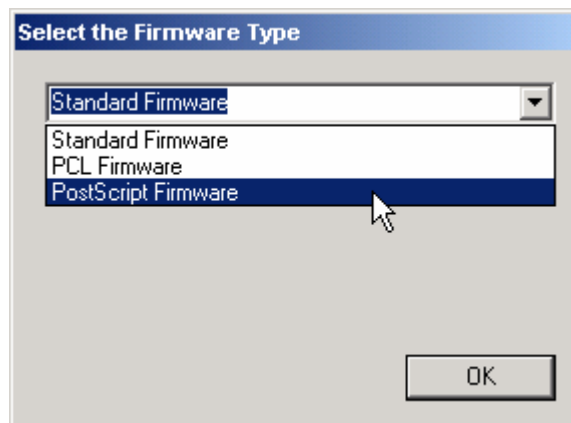 Select the Firmware Type
Standard Firmware
Standard Firmware
PCL Firmware
PostScript Firmware
OK